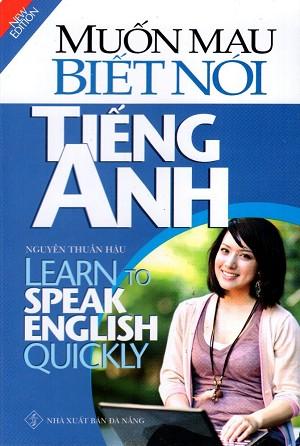 NEW
EDITION
MUỐN MAU
BIẾT NÓI
TIẾNG
ANH
NGUYỄN THUẦN HẬU
LEARN TO
SPEAK
ENGLISH
QUICKLY
NHÀ XUẤT BẢN ĐÀ NẴNG